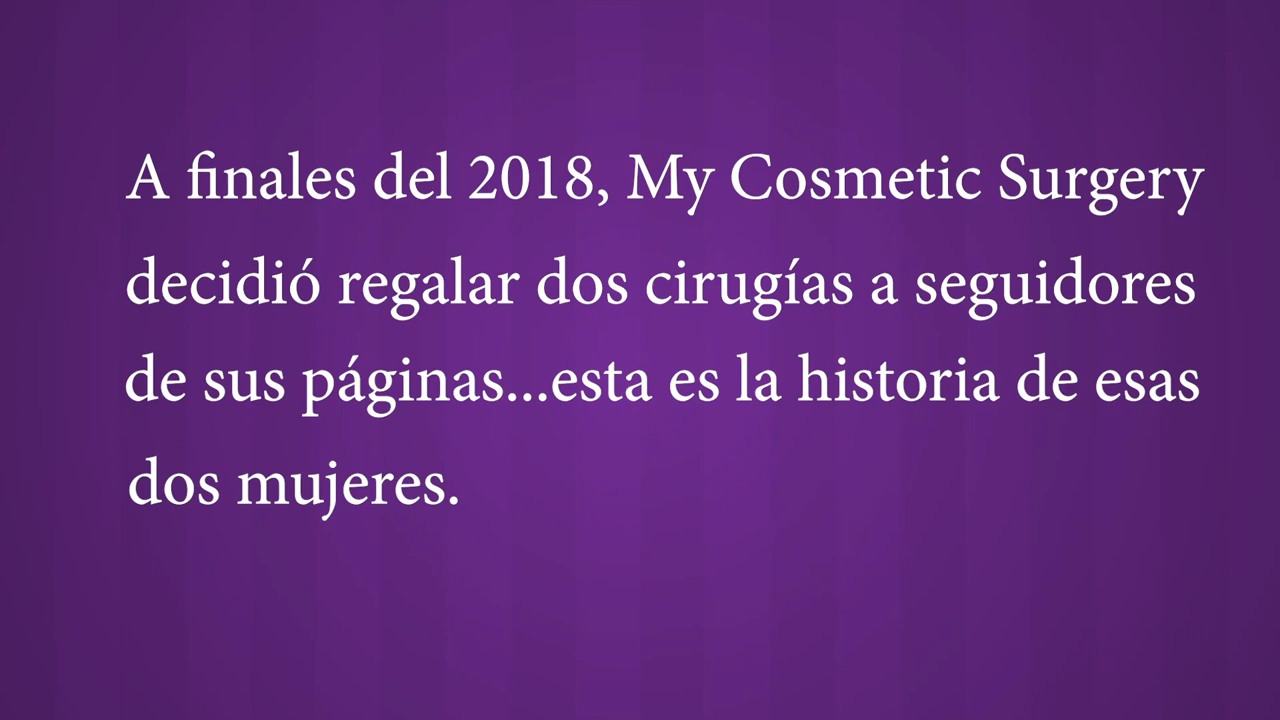 A finales del 2018, My Cosmetic Surgery
decidió regalar dos cirugías a seguidores
de sus páginas...esta es la historia de esas
dos mujeres.